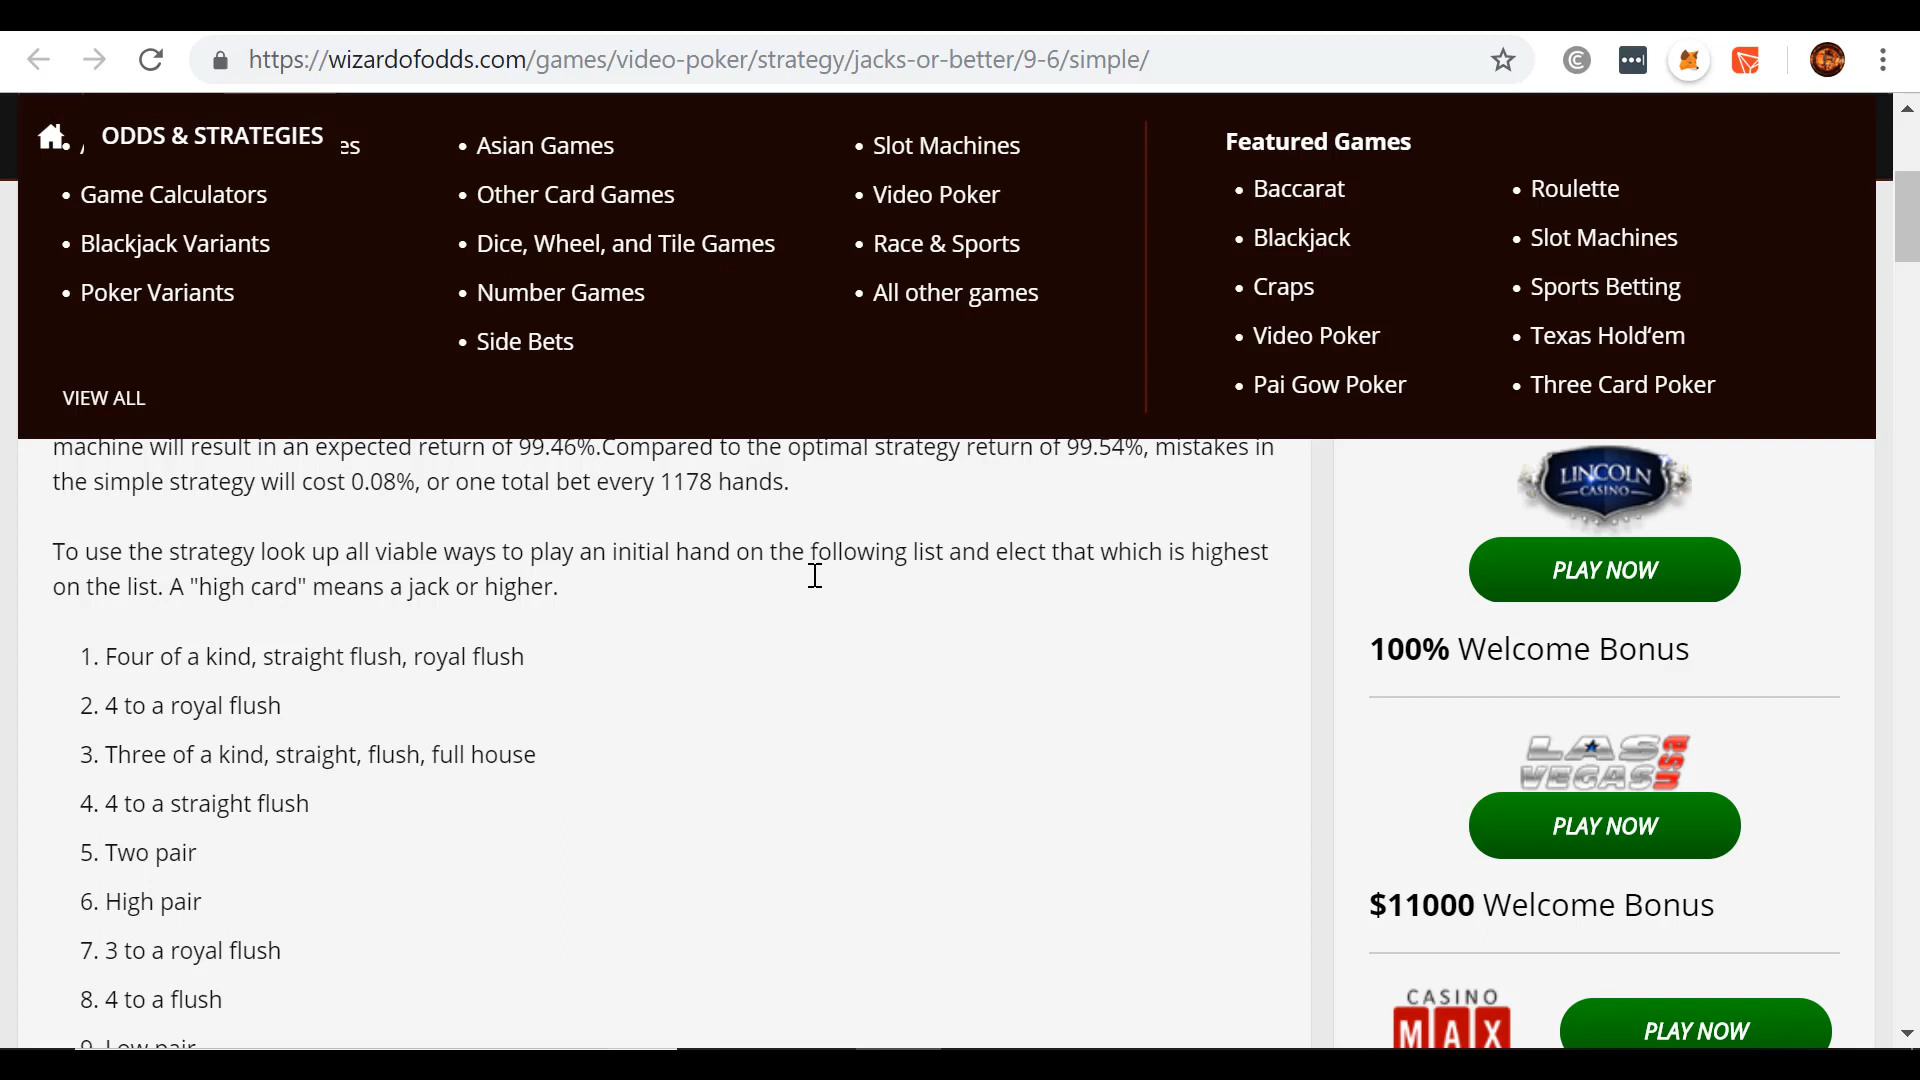 https://wizardofodds.com/games/video-poker/strategy/jacks-or-better/9-6/simple/
ODDS & STRATEGIES
es
Game Calculators
Blackjack Variants
Poker Variants
VIEW ALL
Asian Games
Other Card Games
Dice, Wheel, and Tile Games
Number Games
Side Bets
Slot Machines
Video Poker
Race & Sports
All other games
Featured Games
Baccarat
Blackjack
Craps
Video Poker
Pai Gow Poker
Roulette
Slot Machines
Sports Betting
Texas Hold‘em
Three Card Poker
machine will result in an expected return of 99.46%.Compared to the optimal strategy return of 99.54%, mistakes in
the simple strategy will cost 0.08%, or one total bet every 1178 hands.
To use the strategy look up all viable ways to play an initial hand on the following list and elect that which is highest
on the list. A "high card" means a jack or higher.
1. Four of a kind, straight flush, royal flush
2. 4 to a royal flush
3. Three of a kind, straight, flush, full house
4. 4 to a straight flush
5. Two pair
6. High pair
7. 3 to a royal flush
8. 4 to a flush
9. Low pair
LINCOLN
CASINO
PLAY NOW
100% Welcome Bonus
LAS
VEGAS
USA
PLAY NOW
$11000 Welcome Bonus
CASINO
MAX
PLAY NOW